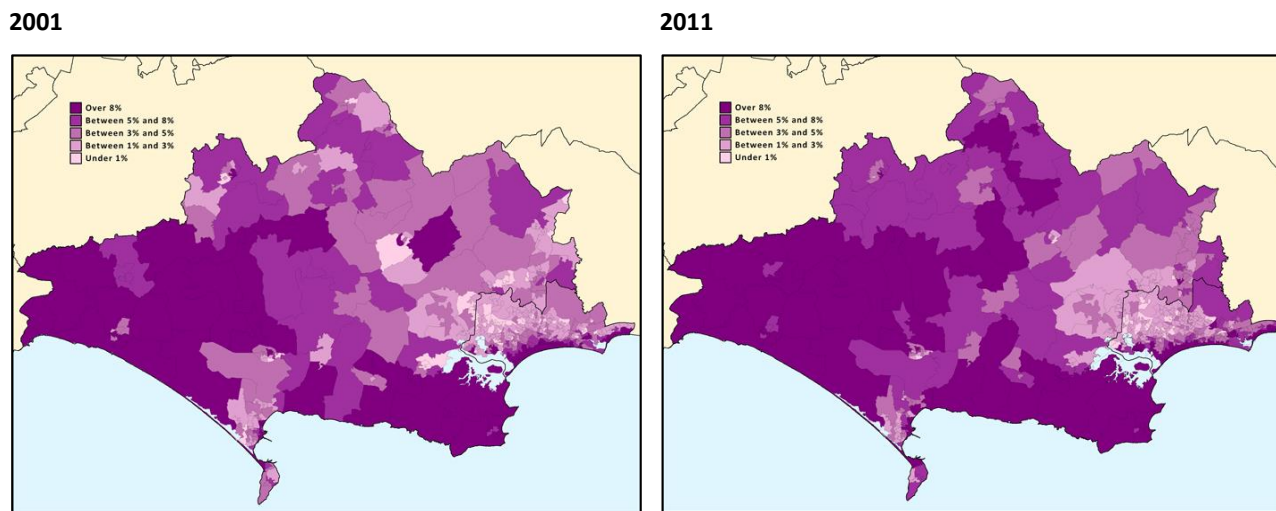 2001
2011
Over 8%
Between 5% and 8%
Between 3% and 5%
Between 1% and 3%
Under 1%
Over 8%
Between 5% and 8%
Between 3% and 5%
Between 1% and 3%
Under 1%